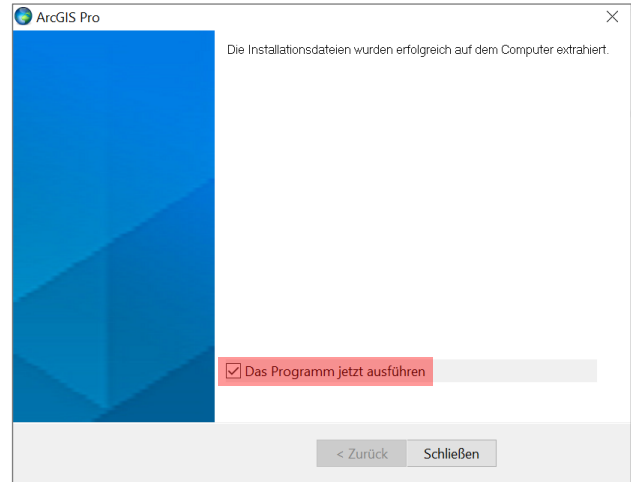 ArcGIS Pro
Die Installationsdateien wurden erfolgreich auf dem Computer extrahiert.
Das Programm jetzt ausführen
< Zurück
Schließen